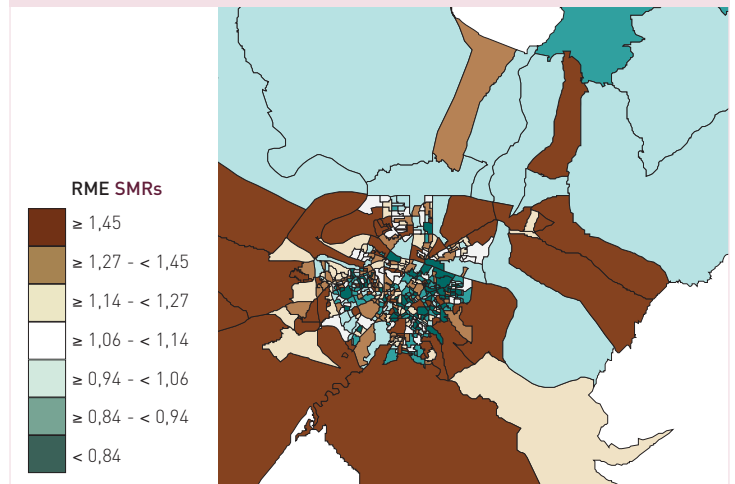 RME SMRs
≥ 1,45
≥ 1,27 - < 1,45
≥ 1,14 - < 1,27
≥ 1,06 - < 1,14
≥ 0,94 - < 1,06
≥ 0,84 - < 0,94
< 0,84